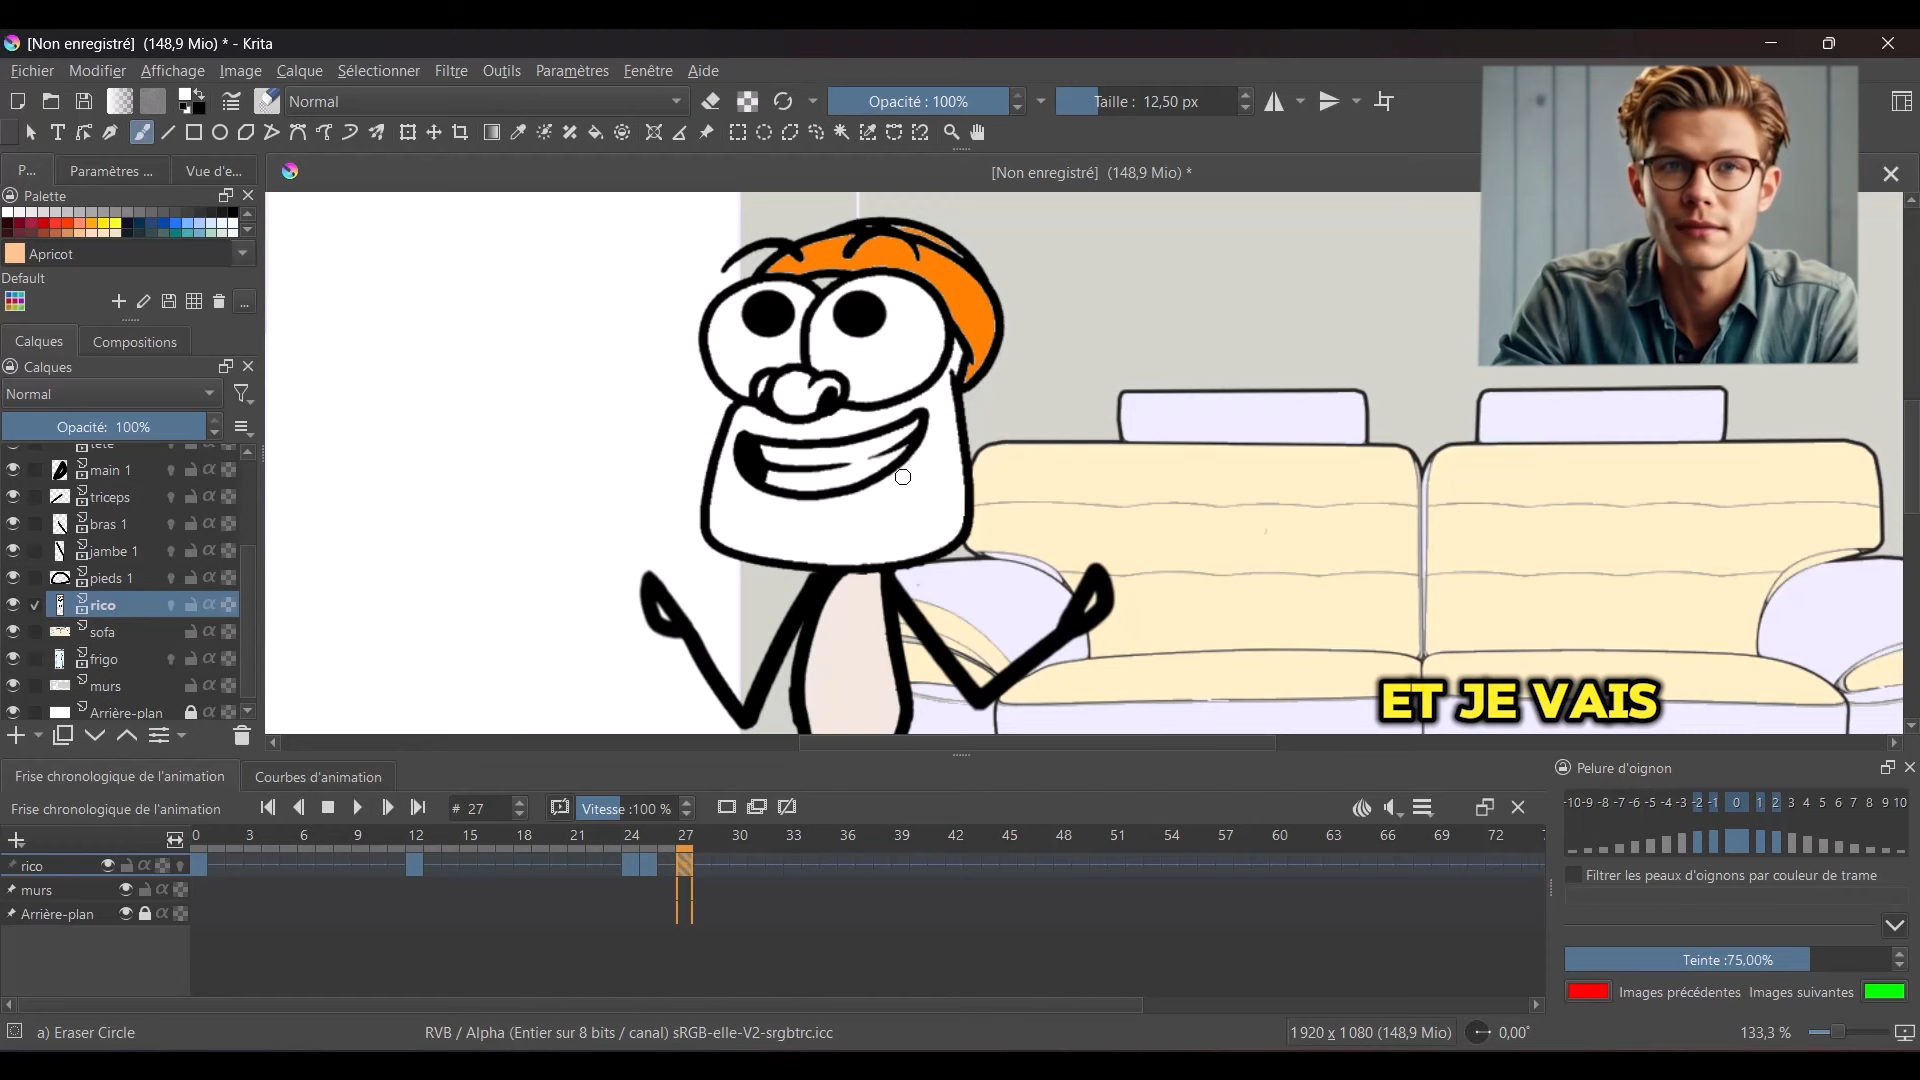 [Non enregistré] (148,9 Mio) * - Krita
Fichier Modifier Affichage Image Calque Sélectionner Filtre Outils Paramètres Fenêtre Aide
Normal Opacité : 100% Taille : 12,50 px
P... Paramètres ... Vue d'e...
[Non enregistré] (148,9 Mio) *
Palette
Apricot
Default
...
Calques Compositions
Calques
Normal
Opacité: 100%
tête
main 1
triceps
bras 1
jambe 1
pieds 1
rico
sofa
frigo
murs
Arrière-plan
ET JE VAIS
Frise chronologique de l'animation Courbes d'animation
Pelure d'oignon
Frise chronologique de l'animation # 27 Vitesse :100 %
-10 -9 -8 -7 -6 -5 -4 -3 -2 -1 0 1 2 3 4 5 6 7 8 9 10
0 3 6 9 12 15 18 21 24 27 30 33 36 39 42 45 48 51 54 57 60 63 66 69 72
rico
murs
Arrière-plan
Filtrer les peaux d'oignons par couleur de trame
Teinte :75,00%
Images précédentes Images suivantes
a) Eraser Circle RVB / Alpha (Entier sur 8 bits / canal) sRGB-elle-V2-srgbtrc.icc 1 920 x 1 080 (148,9 Mio) 0,00° 133,3 %